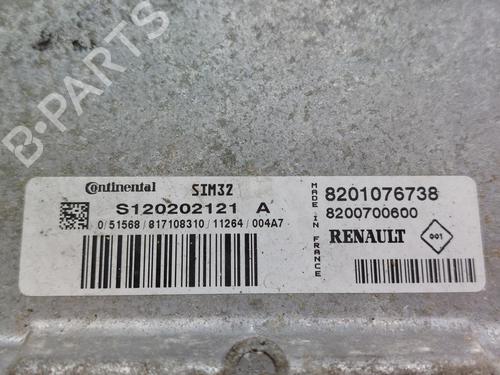 B-PARTS
Continental SIM32
S120202121 A
0/51568/817108310/11264/004A7
MADE IN FRANCE
8201076738
8200700600
RENAULT 001